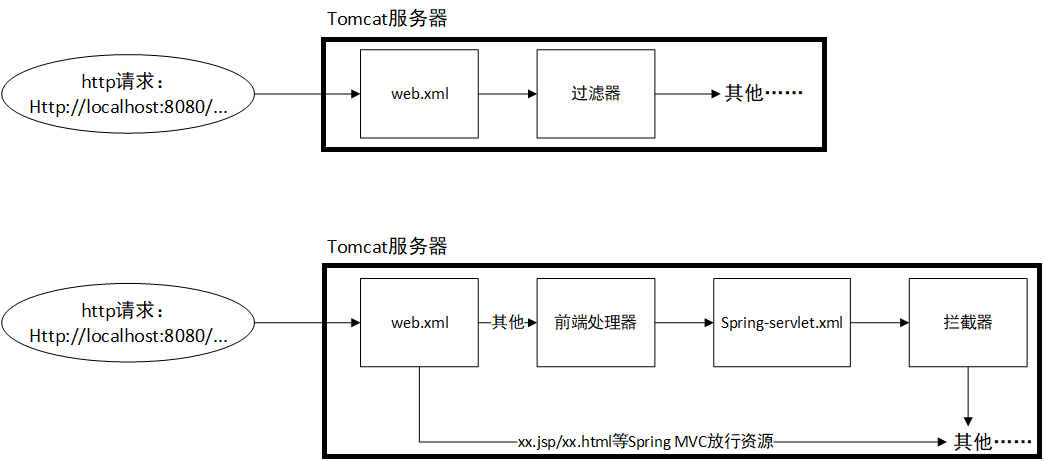 Tomcat服务器
http请求：
Http://localhost:8080/...
web.xml
过滤器
其他……
Tomcat服务器
http请求：
Http://localhost:8080/...
web.xml
其他
前端处理器
Spring-servlet.xml
拦截器
xx.jsp/xx.html等Spring MVC放行资源
其他……